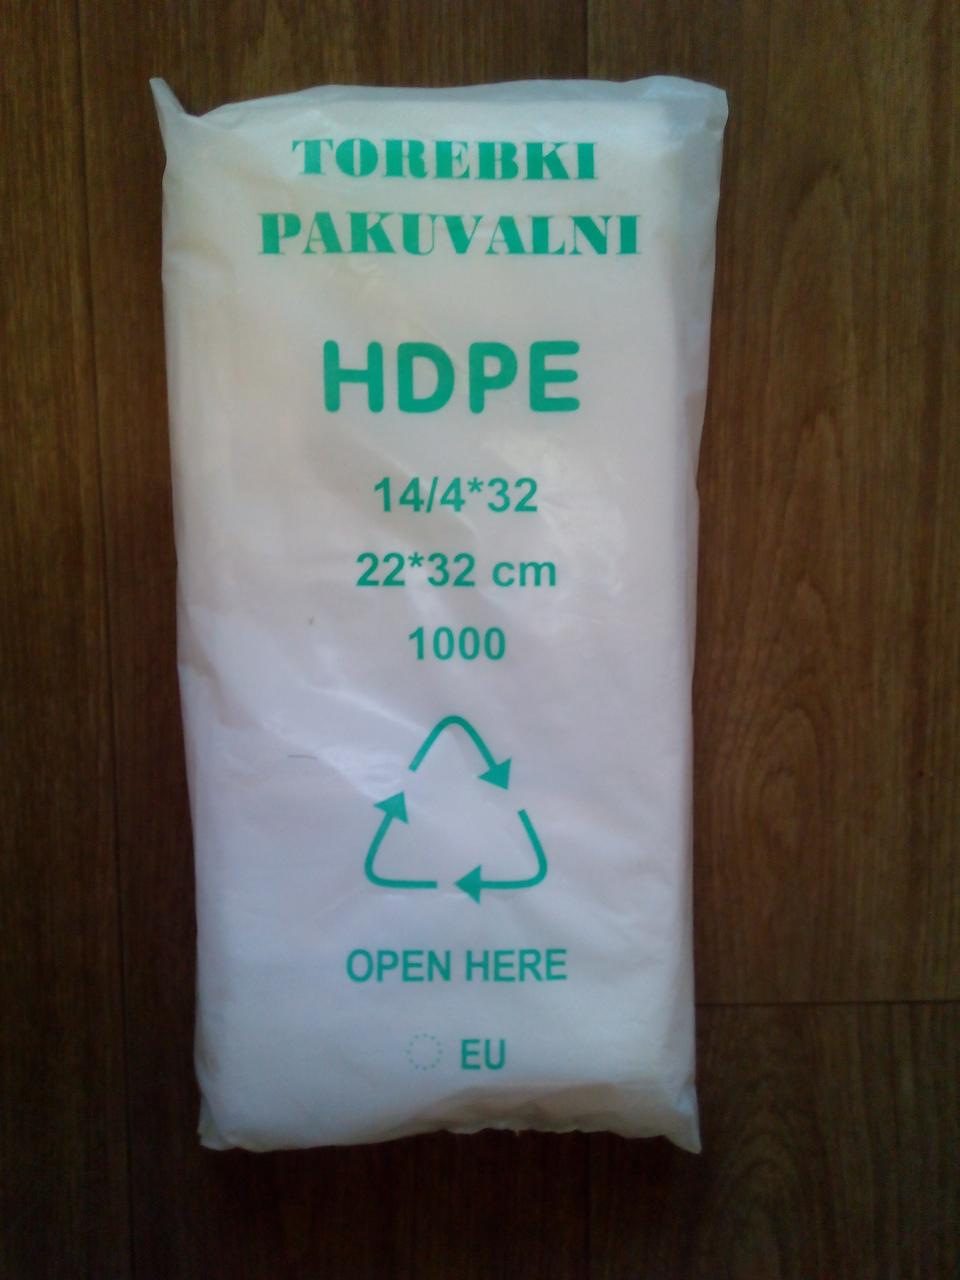 TOREBKI
PAKUVALNI
HDPE
14/4*32
22*32 cm
1000
OPEN HERE
EU